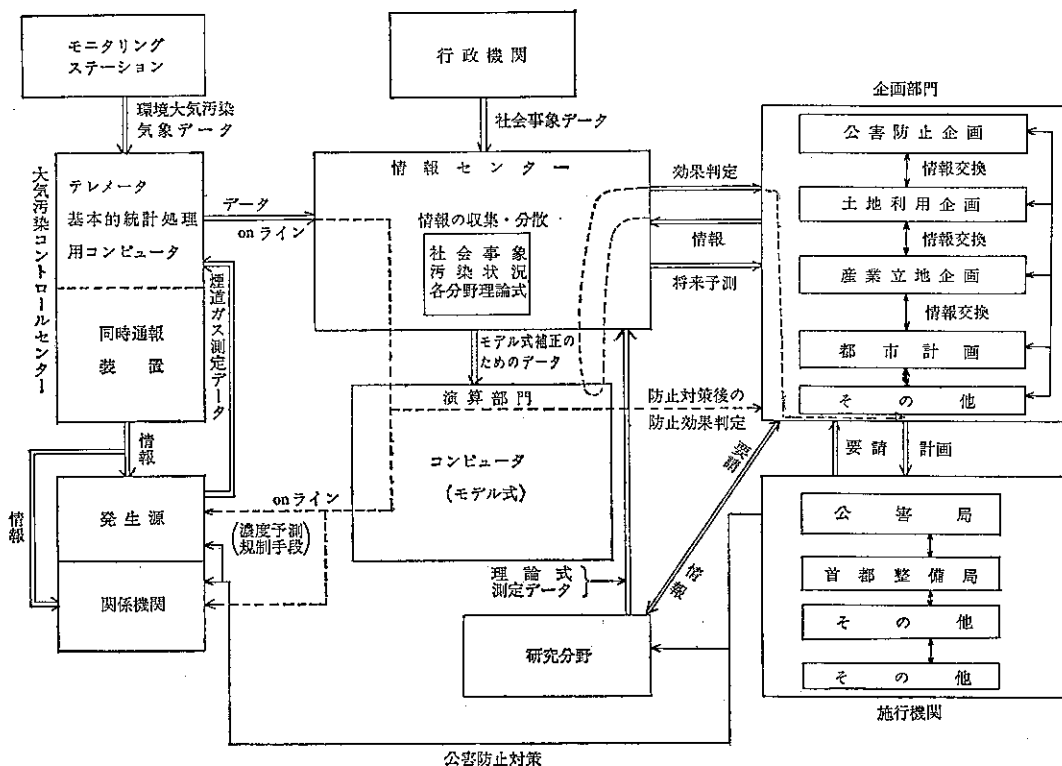 モニタリング
ステーション
環境大気汚染
気象データ
大気汚染コントロールセンター
テレメータ
基本的統計処理
用コンピュータ
同時通報
装置
煙道ガス測定データ
情報
情報
発生源
関係機関
行政機関
社会事象データ
データ
onライン
情報センター
情報の収集・分散
社会事象
汚染状況
各分野理論式
モデル式補正の
ためのデータ
演算部門
コンピュータ
(モデル式)
onライン
(濃度予測
規制手段)
理論式
測定データ
研究分野
効果判定
情報
将来予測
防止対策後の
防止効果判定
要請
情報
企画部門
公害防止企画
情報交換
土地利用企画
情報交換
産業立地企画
情報交換
都市計画
その他
要請
計画
公害局
首都整備局
その他
その他
施行機関
公害防止対策